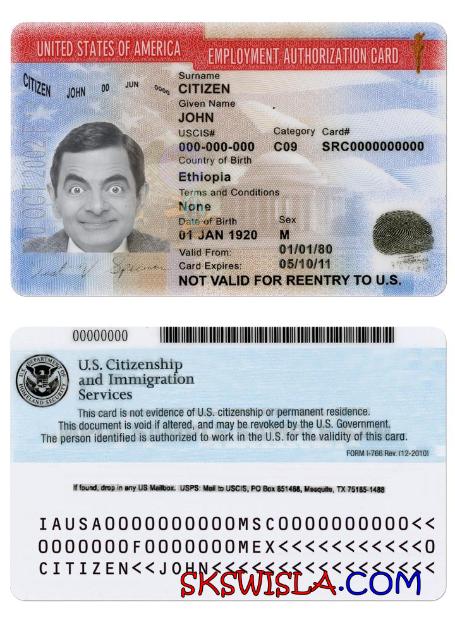 UNITED STATES OF AMERICA EMPLOYMENT AUTHORIZATION CARD
CITIZEN JOHN 00 JUN 0000
Surname
CITIZEN
Given Name
JOHN
USCIS# Category Card#
000-000-000 C09 SRC0000000000
Country of Birth
Ethiopia
Terms and Conditions
None
Date of Birth Sex
01 JAN 1920 M
Valid From: 01/01/80
Card Expires: 05/10/11
NOT VALID FOR REENTRY TO U.S.
00000000
U.S. Citizenship
and Immigration
Services
This card is not evidence of U.S. citizenship or permanent residence.
This document is void if altered, and may be revoked by the U.S. Government.
The person identified is authorized to work in the U.S. for the validity of this card.
FORM I-766 Rev. (12-2010)
If found, drop in any US Mailbox. USPS: Mail to USCIS, PO Box 851488, Mesquite, TX 75185-1488
IAUSA0000000000MSC0000000000<<
0000000F0000000MEX<<<<<<<<<<<0
CITIZEN<<JOHN<<<<<<<<<<<<<<<<<
SKSWISLA.COM